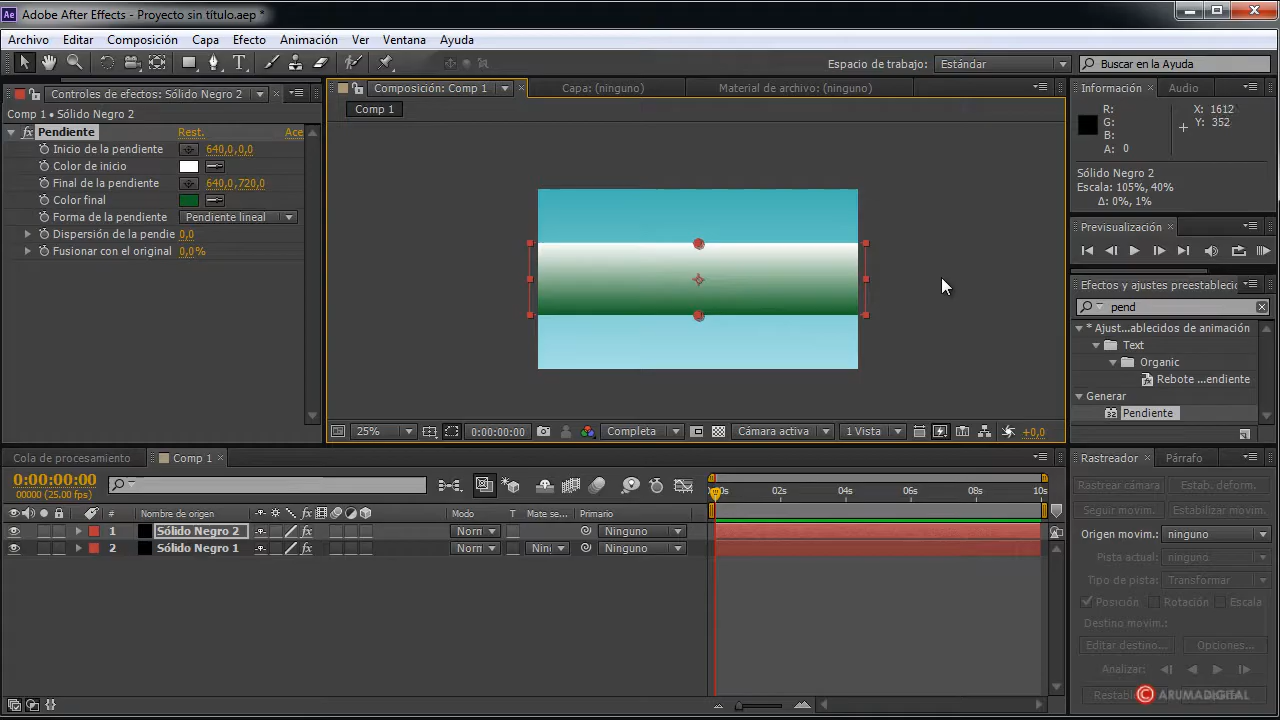 Adobe After Effects - Proyecto sin título.aep *
Archivo Editar Composición Capa Efecto Animación Ver Ventana Ayuda
Espacio de trabajo: Estándar Buscar en la Ayuda
Controles de efectos: Sólido Negro 2
Comp 1 • Sólido Negro 2
Pendiente Rest. Ace
Inicio de la pendiente 640,0,0,0
Color de inicio
Final de la pendiente 640,0,720,0
Color final
Forma de la pendiente Pendiente lineal
Dispersión de la pendie 0,0
Fusionar con el original 0,0%
Composición: Comp 1 Capa: (ninguno) Material de archivo: (ninguno)
Comp 1
25% 0:00:00:00 Completa Cámara activa 1 Vista +0,0
Información Audio
R: X: 1612
G: Y: 352
B:
A: 0
Sólido Negro 2
Escala: 105%, 40%
Δ: 0%, 1%
Previsualización
Efectos y ajustes preestableci
pend
* Ajust...ablecidos de animación
Text
Organic
Rebote ...endiente
Generar
Pendiente
Cola de procesamiento Comp 1
0:00:00:00
00000 (25.00 fps)
# Nombre de origen Modo T Mate se... Primario
1 Sólido Negro 2 Norn Ninguno
2 Sólido Negro 1 Norn Nin Ninguno
00s 02s 04s 06s 08s 10s
Rastreador Párrafo
Rastrear cámara Estab. deform.
Seguir movim. Estabilizar movim.
Origen movim.: ninguno
Pista actual: ninguno
Tipo de pista: Transformar
Posición Rotación Escala
Destino movim.:
Editar destino... Opciones...
Analizar:
Restabl
© ARUMADIGITAL